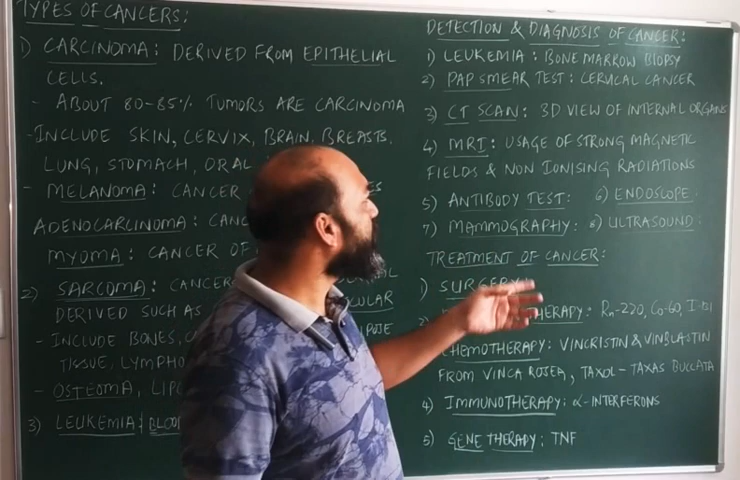 TYPES OF CANCERS:
1) CARCINOMA: DERIVED FROM EPITHELIAL
CELLS.
- ABOUT 80-85% TUMORS ARE CARCINOMA
- INCLUDE SKIN, CERVIX, BRAIN, BREASTS,
LUNG, STOMACH, ORAL
- MELANOMA: CANCER
ADENOCARCINOMA:
MYOMA: CANCER OF
2) SARCOMA: CANCER
DERIVED SUCH AS
- INCLUDE BONES,
TISSUE,
- OSTEOMA,
3) LEUKEMIA:
DETECTION & DIAGNOSIS OF CANCER:
1) LEUKEMIA: BONE MARROW BIOPSY
2) PAP SMEAR TEST: CERVICAL CANCER
3) CT SCAN: 3D VIEW OF INTERNAL ORGANS
4) MRI: USAGE OF STRONG MAGNETIC
FIELDS & NON IONISING RADIATIONS
5) ANTIBODY TEST: 6) ENDOSCOPE.
7) MAMMOGRAPHY: 8) ULTRASOUND:
TREATMENT OF CANCER:
1) SURGERY:
THERAPY: Rn-220, Co-60, I-131
CHEMOTHERAPY: VINCRISTIN & VINBLASTIN
FROM VINCA ROSEA, TAXOL - TAXAS BUCCATA
4) IMMUNOTHERAPY: α-INTERFERONS
5) GENE THERAPY: TNF